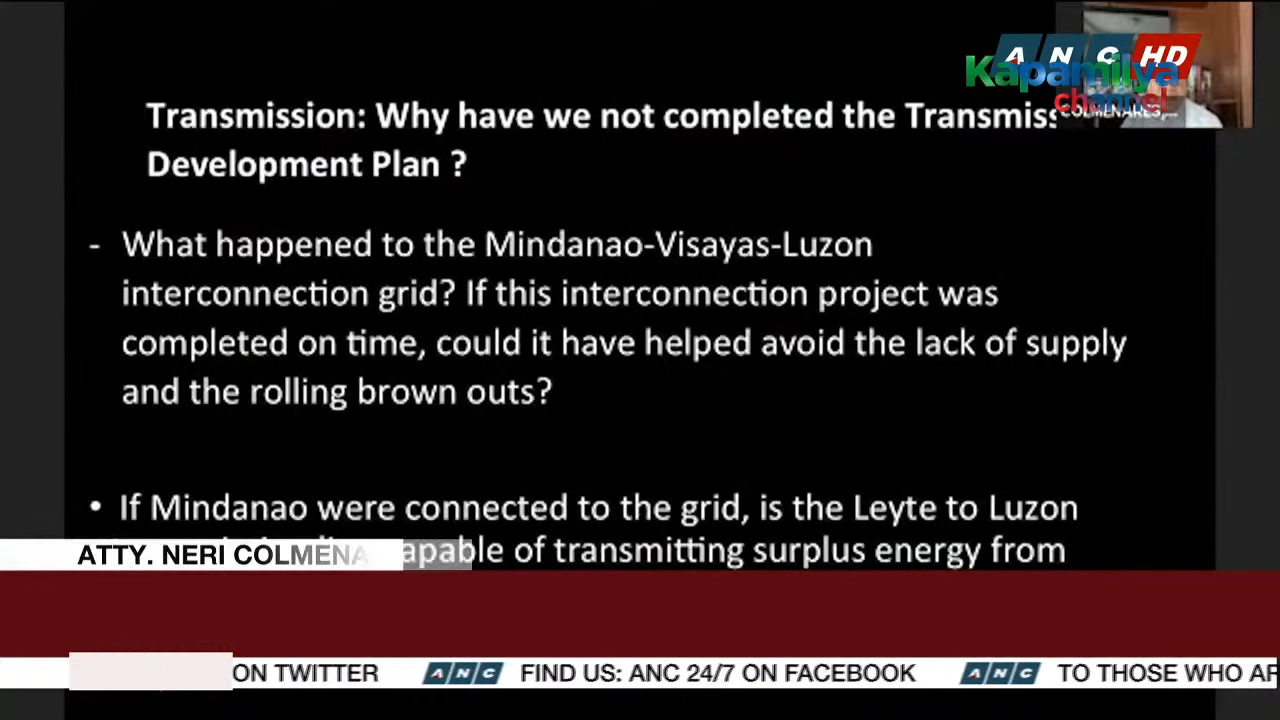 ANC HD
Kapamilya
channel
COLMENARES,...
Transmission: Why have we not completed the Transmiss
Development Plan ?
- What happened to the Mindanao-Visayas-Luzon
interconnection grid? If this interconnection project was
completed on time, could it have helped avoid the lack of supply
and the rolling brown outs?
• If Mindanao were connected to the grid, is the Leyte to Luzon
capable of transmitting surplus energy from
ATTY. NERI COLMENA
ON TWITTER ANC FIND US: ANC 24/7 ON FACEBOOK ANC TO THOSE WHO AR